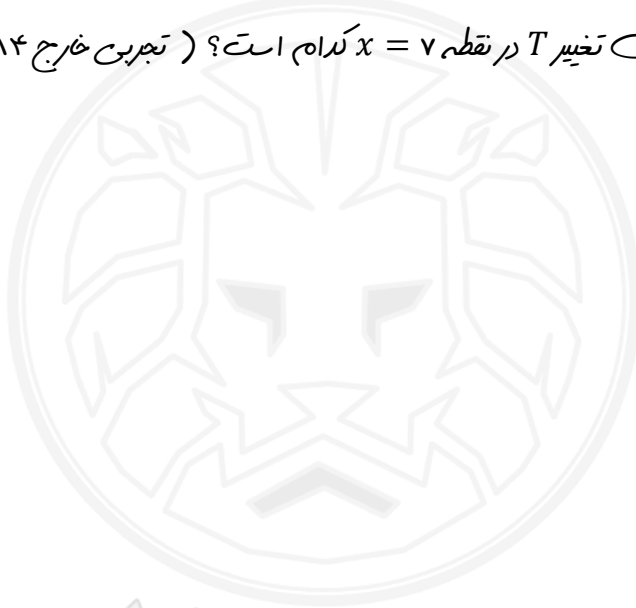 تغییر T در نقطه x = ۷ کدام است؟ ( تجربی خارج ۱۴